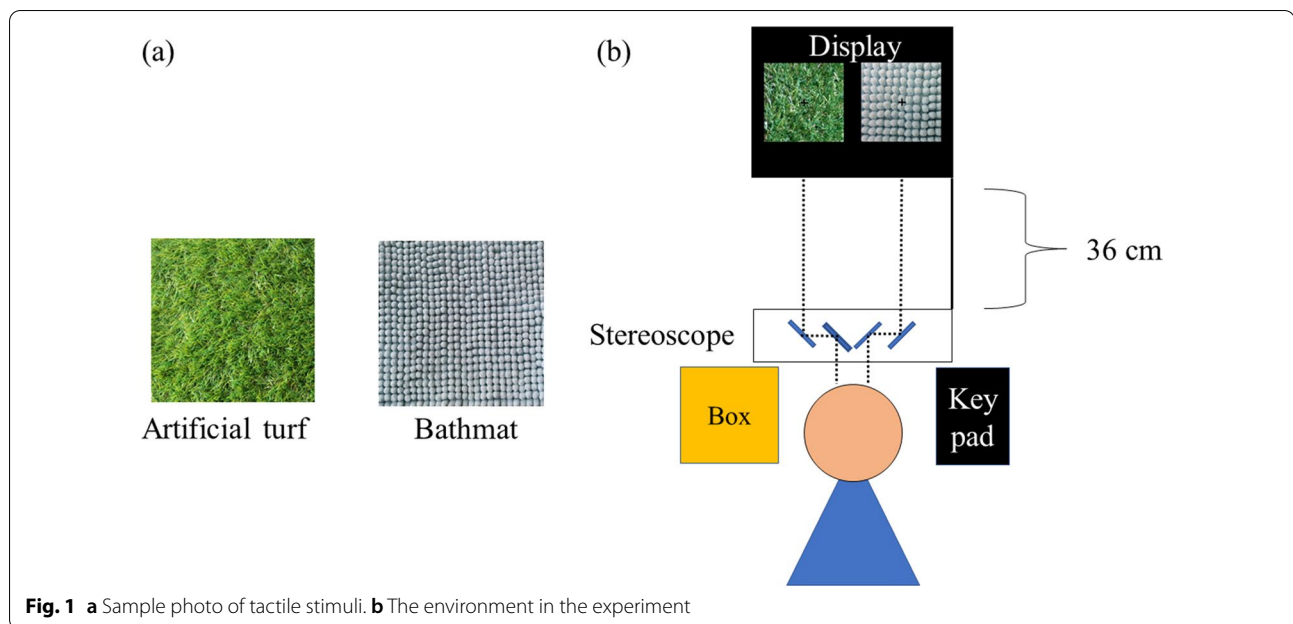 (a)
Artificial turf
Bathmat
(b)
Display
36 cm
Stereoscope
Box
Key
pad
Fig. 1 a Sample photo of tactile stimuli. b The environment in the experiment